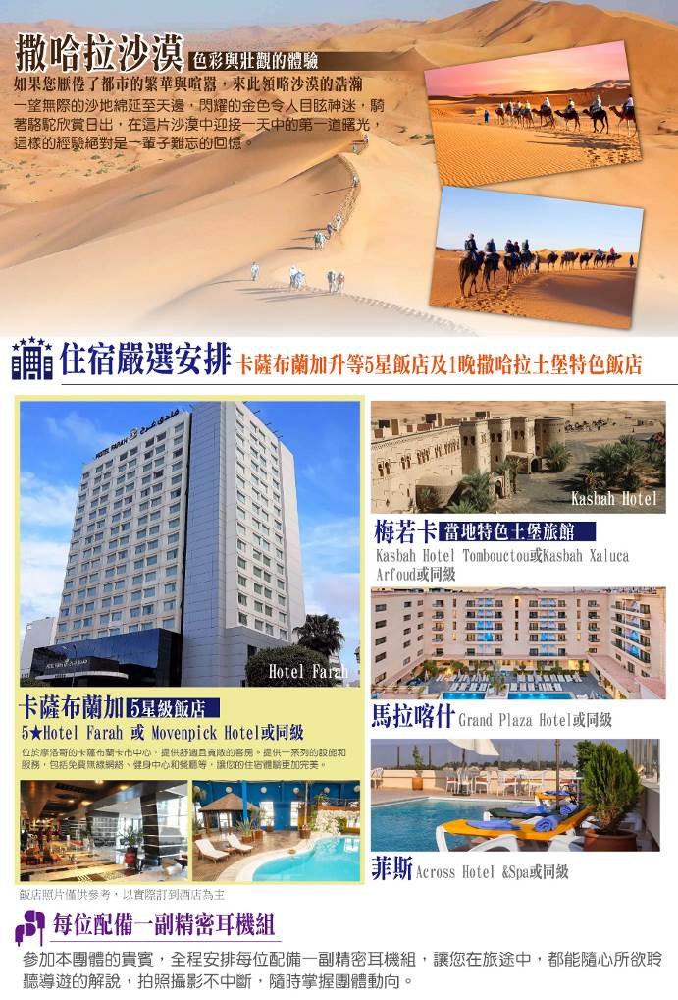 撒哈拉沙漠 色彩與壯觀的體驗
如果您厭倦了都市的繁華與喧囂，來此領略沙漠的浩瀚
一望無際的沙地綿延至天邊，閃耀的金色令人目眩神迷，騎
著駱駝欣賞日出，在這片沙漠中迎接一天中的第一道曙光，
這樣的經驗絕對是一輩子難忘的回憶。
住宿嚴選安排 卡薩布蘭加升等5星飯店及1晚撒哈拉土堡特色飯店
HOTEL FARAH
Hotel Farah
卡薩布蘭加 5星級飯店
5★Hotel Farah 或 Movenpick Hotel或同級
位於摩洛哥的卡薩布蘭卡市中心，提供舒適且寬敞的客房。提供一系列的設施和
服務，包括免費無線網絡、健身中心和餐廳等，讓您的住宿體驗更加完美。
飯店照片僅供參考，以實際訂到酒店為主
Kasbah Hotel
梅若卡 當地特色土堡旅館
Kasbah Hotel Tombouctou或Kasbah Xaluca
Arfoud或同級
馬拉喀什 Grand Plaza Hotel或同級
菲斯 Across Hotel &Spa或同級
每位配備一副精密耳機組
參加本團體的貴賓，全程安排每位配備一副精密耳機組，讓您在旅途中，都能隨心所欲聆
聽導遊的解說，拍照攝影不中斷，隨時掌握團體動向。